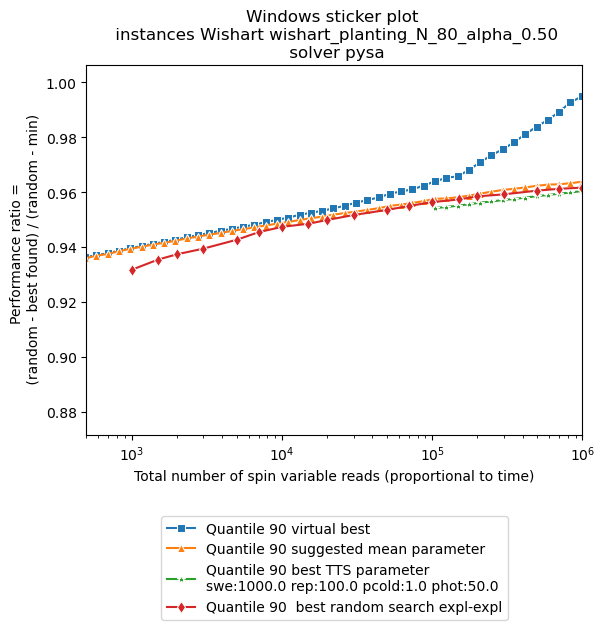 Windows sticker plot
instances Wishart wishart_planting_N_80_alpha_0.50
solver pysa
Performance ratio =
(random - best found) / (random - min)
1.00
0.98
0.96
0.94
0.92
0.90
0.88
10³
10⁴
10⁵
10⁶
Total number of spin variable reads (proportional to time)
Quantile 90 virtual best
Quantile 90 suggested mean parameter
Quantile 90 best TTS parameter
swe:1000.0 rep:100.0 pcold:1.0 phot:50.0
Quantile 90  best random search expl-expl